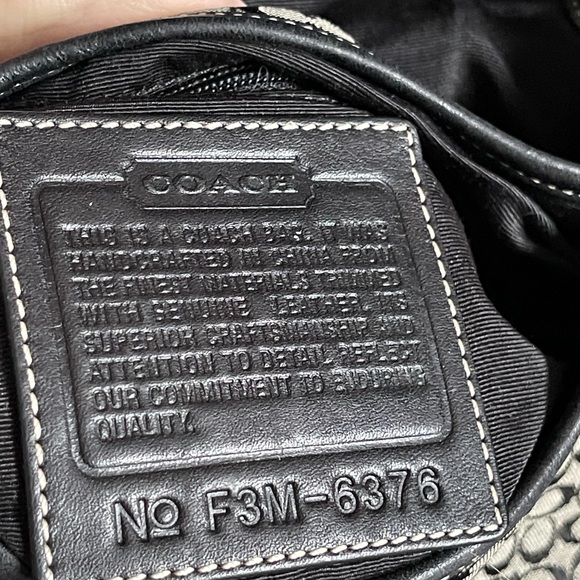 COACH
THIS IS A COACH BAG. IT WAS
HANDCRAFTED IN CHINA FROM
THE FINEST MATERIALS TRIMMED
WITH GENUINE LEATHER. ITS
SUPERIOR CRAFTSMANSHIP AND
ATTENTION TO DETAIL REFLECT
OUR COMMITMENT TO ENDURING
QUALITY.
No F3M-6376